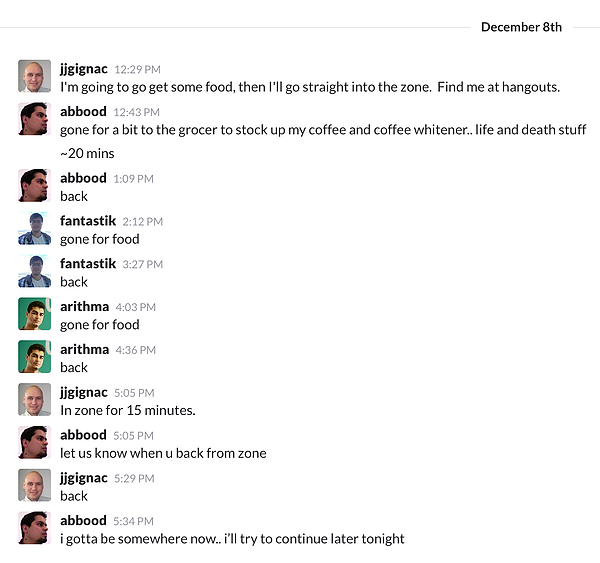 December 8th
jjgignac 12:29 PM
I'm going to go get some food, then I'll go straight into the zone.  Find me at hangouts.
abbood 12:43 PM
gone for a bit to the grocer to stock up my coffee and coffee whitener.. life and death stuff
~20 mins
abbood 1:09 PM
back
fantastik 2:12 PM
gone for food
fantastik 3:27 PM
back
arithma 4:03 PM
gone for food
arithma 4:36 PM
back
jjgignac 5:05 PM
In zone for 15 minutes.
abbood 5:05 PM
let us know when u back from zone
jjgignac 5:29 PM
back
abbood 5:34 PM
i gotta be somewhere now.. i'll try to continue later tonight